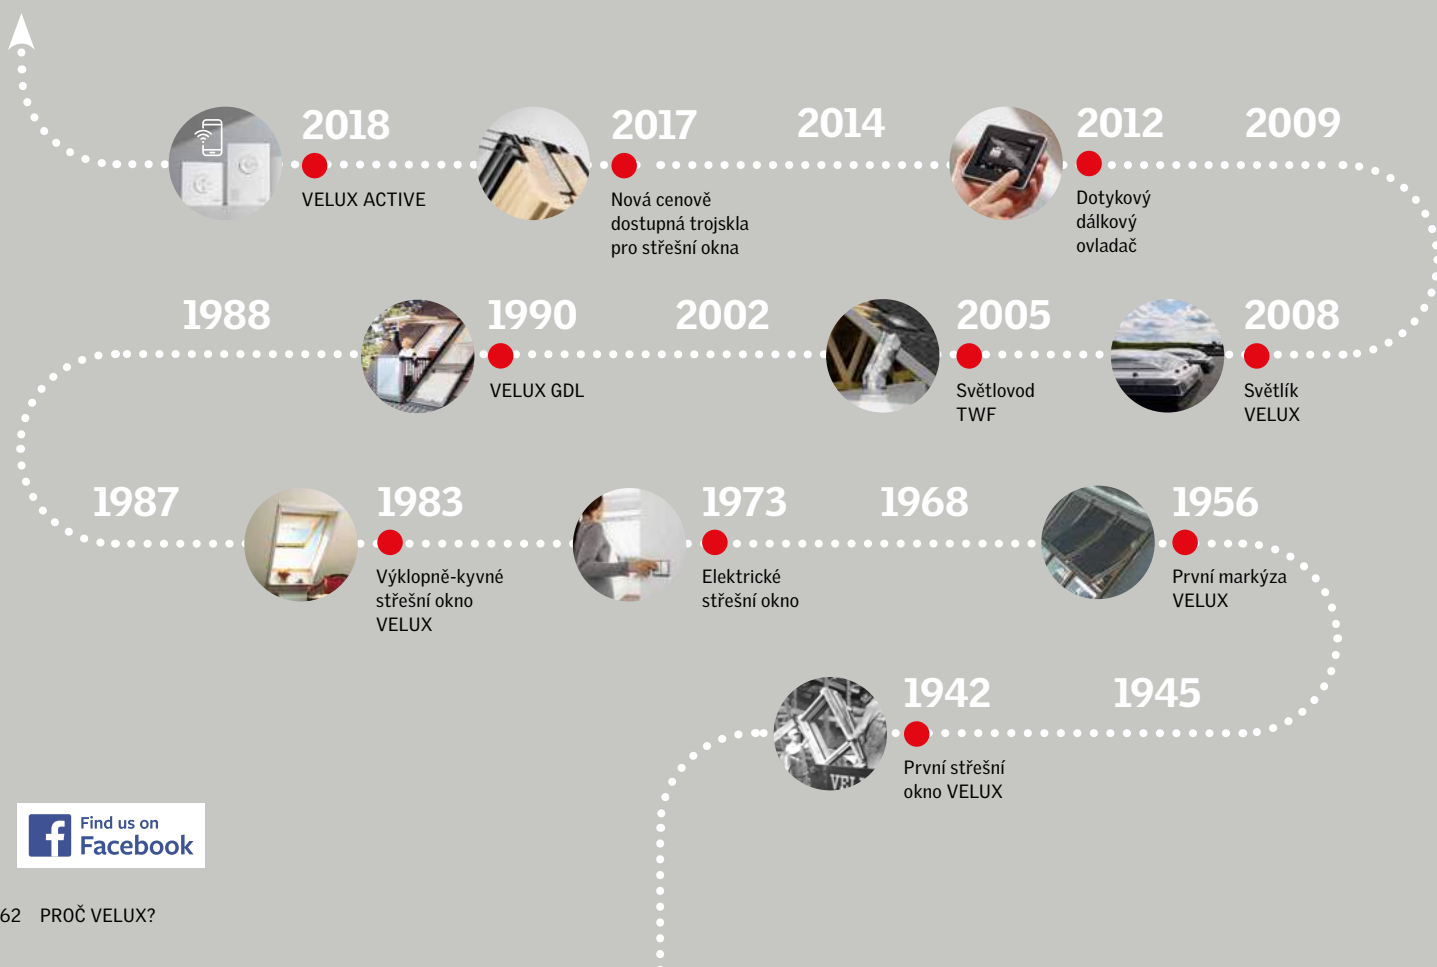 2018
VELUX ACTIVE
2017
Nová cenově
dostupná trojskla
pro střešní okna
2014
2012
Dotykový
dálkový
ovladač
2009
1988
1990
VELUX GDL
2002
2005
Světlovod
TWF
2008
Světlík
VELUX
1987
1983
Výklopně-kyvné
střešní okno
VELUX
1973
Elektrické
střešní okno
1968
1956
První markýza
VELUX
1942
První střešní
okno VELUX
1945
VEL
Find us on
Facebook
62 PROČ VELUX?